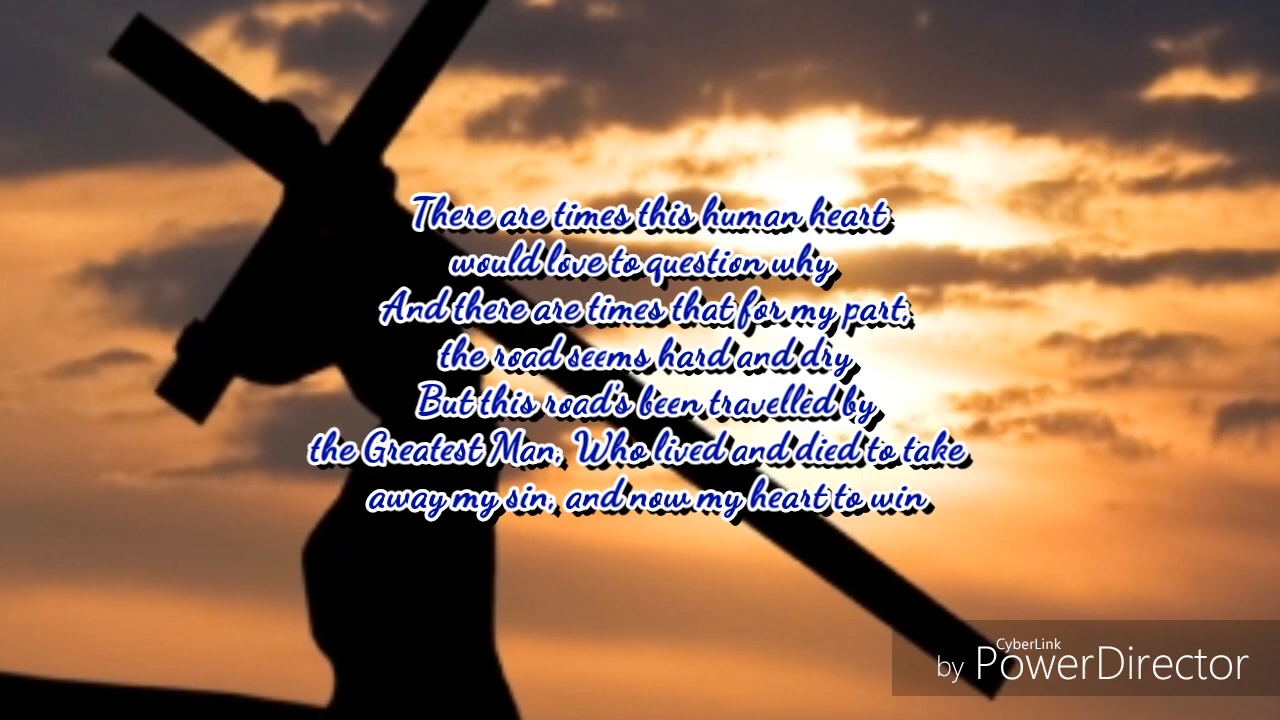 There are times this human heart
would love to question why
And there are times that for my part,
the road seems hard and dry
But this road's been travelled by
the Greatest Man, Who lived and died to take
away my sin, and now my heart to win
CyberLink
by PowerDirector